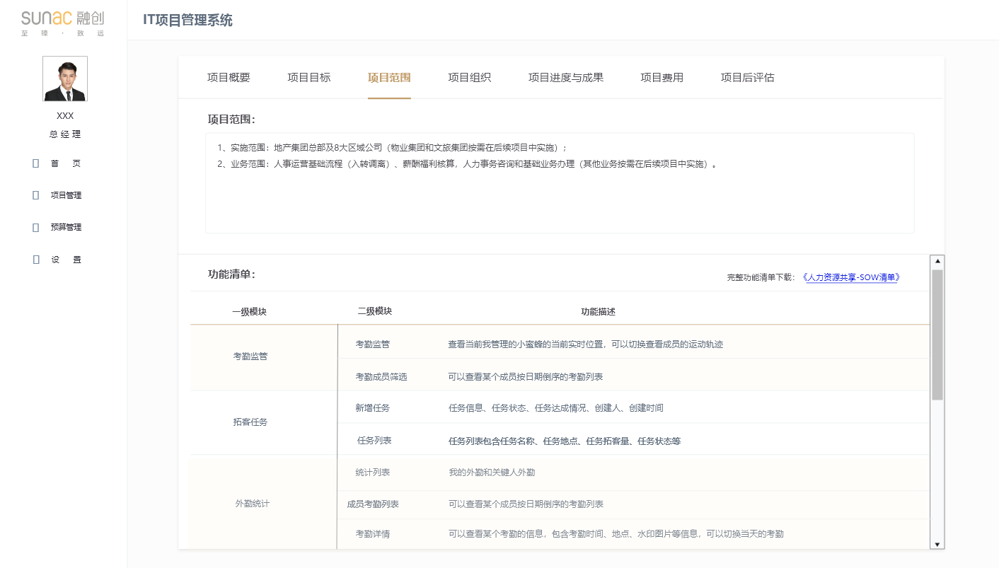 sunac 融创
至 臻 · 致 远
IT项目管理系统
XXX
总 经 理
首 页
项目管理
预算管理
设 置
项目概要 项目目标 项目范围 项目组织 项目进度与成果 项目费用 项目后评估
项目范围：
1、实施范围：地产集团总部及8大区域公司（物业集团和文旅集团按需在后续项目中实施）；
2、业务范围：人事运营基础流程（入转调离）、薪酬福利核算，人力事务咨询和基础业务办理（其他业务按需在后续项目中实施）。
功能清单：
完整功能清单下载：《人力资源共享-SOW清单》
一级模块 二级模块 功能描述
考勤监管
考勤监管 查看当前我管理的小蜜蜂的当前实时位置，可以切换查看成员的运动轨迹
考勤成员筛选 可以查看某个成员按日期倒序的考勤列表
拓客任务
新增任务 任务信息、任务状态、任务达成情况、创建人、创建时间
任务列表 任务列表包含任务名称、任务地点、任务拓客量、任务状态等
外勤统计
统计列表 我的外勤和关键人外勤
成员考勤列表 可以查看某个成员按日期倒序的考勤列表
考勤详情 可以查看某个考勤的信息，包含考勤时间、地点、水印图片等信息，可以切换当天的考勤